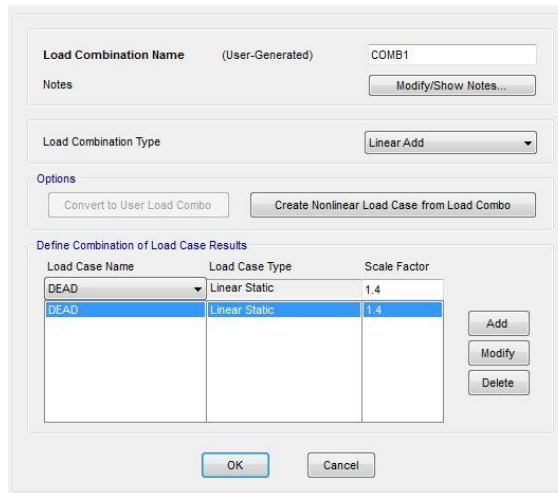 Load Combination Name (User-Generated) COMB1
Notes Modify/Show Notes...
Load Combination Type Linear Add
Options
Convert to User Load Combo Create Nonlinear Load Case from Load Combo
Define Combination of Load Case Results
Load Case Name Load Case Type Scale Factor
DEAD Linear Static 1.4
DEAD Linear Static 1.4
Add
Modify
Delete
OK Cancel